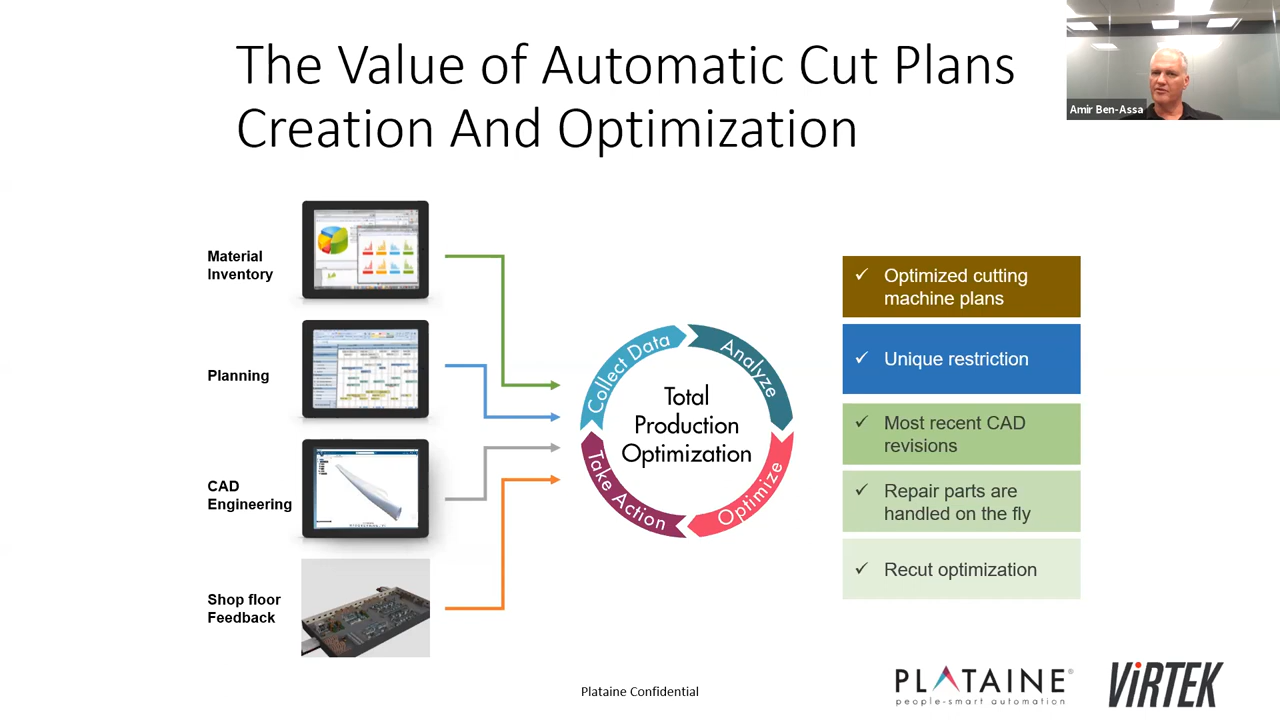 The Value of Automatic Cut Plans
Creation And Optimization
Amir Ben-Assa
Material
Inventory
Planning
CAD
Engineering
Shop floor
Feedback
Collect Data
Analyze
Optimize
Take Action
Total
Production
Optimization
✓ Optimized cutting
machine plans
✓ Unique restriction
✓ Most recent CAD
revisions
✓ Repair parts are
handled on the fly
✓ Recut optimization
Plataine Confidential
PLATAINE®
people-smart automation
ViRTEK